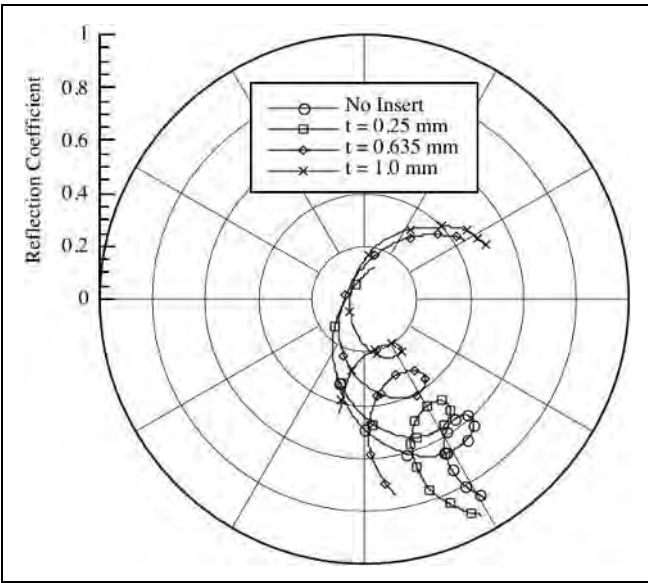 1
0.8
0.6
0.4
0.2
0
Reflection Coefficient
No Insert
t = 0.25 mm
t = 0.635 mm
t = 1.0 mm